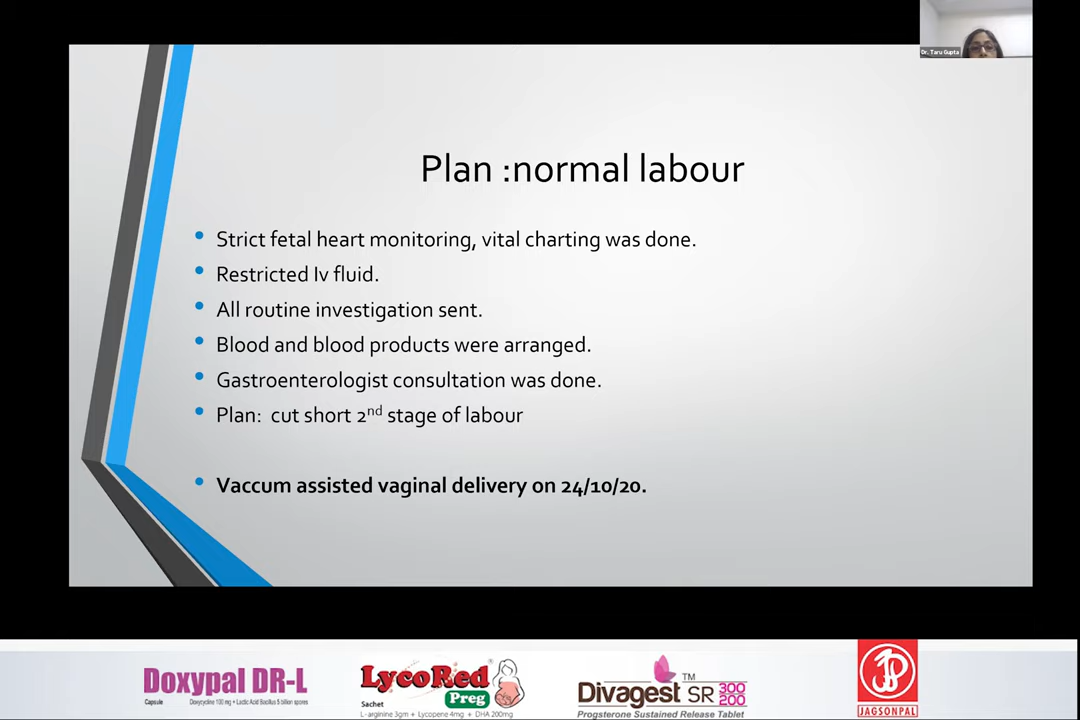 Dr. Taru Gupta
Plan :normal labour
Strict fetal heart monitoring, vital charting was done.
Restricted Iv fluid.
All routine investigation sent.
Blood and blood products were arranged.
Gastroenterologist consultation was done.
Plan: cut short 2nd stage of labour
Vaccum assisted vaginal delivery on 24/10/20.
Doxypal DR-L
Capsule Doxycycline 100 mg + Lactic Acid Bacillus 5 billion spores
LycoRed
Preg
Sachet
L-arginine 3gm + Lycopene 4mg + DHA 200mg
Divagest SR 300 200 TM
Progsterone Sustained Release Tablet
JAGSONPAL